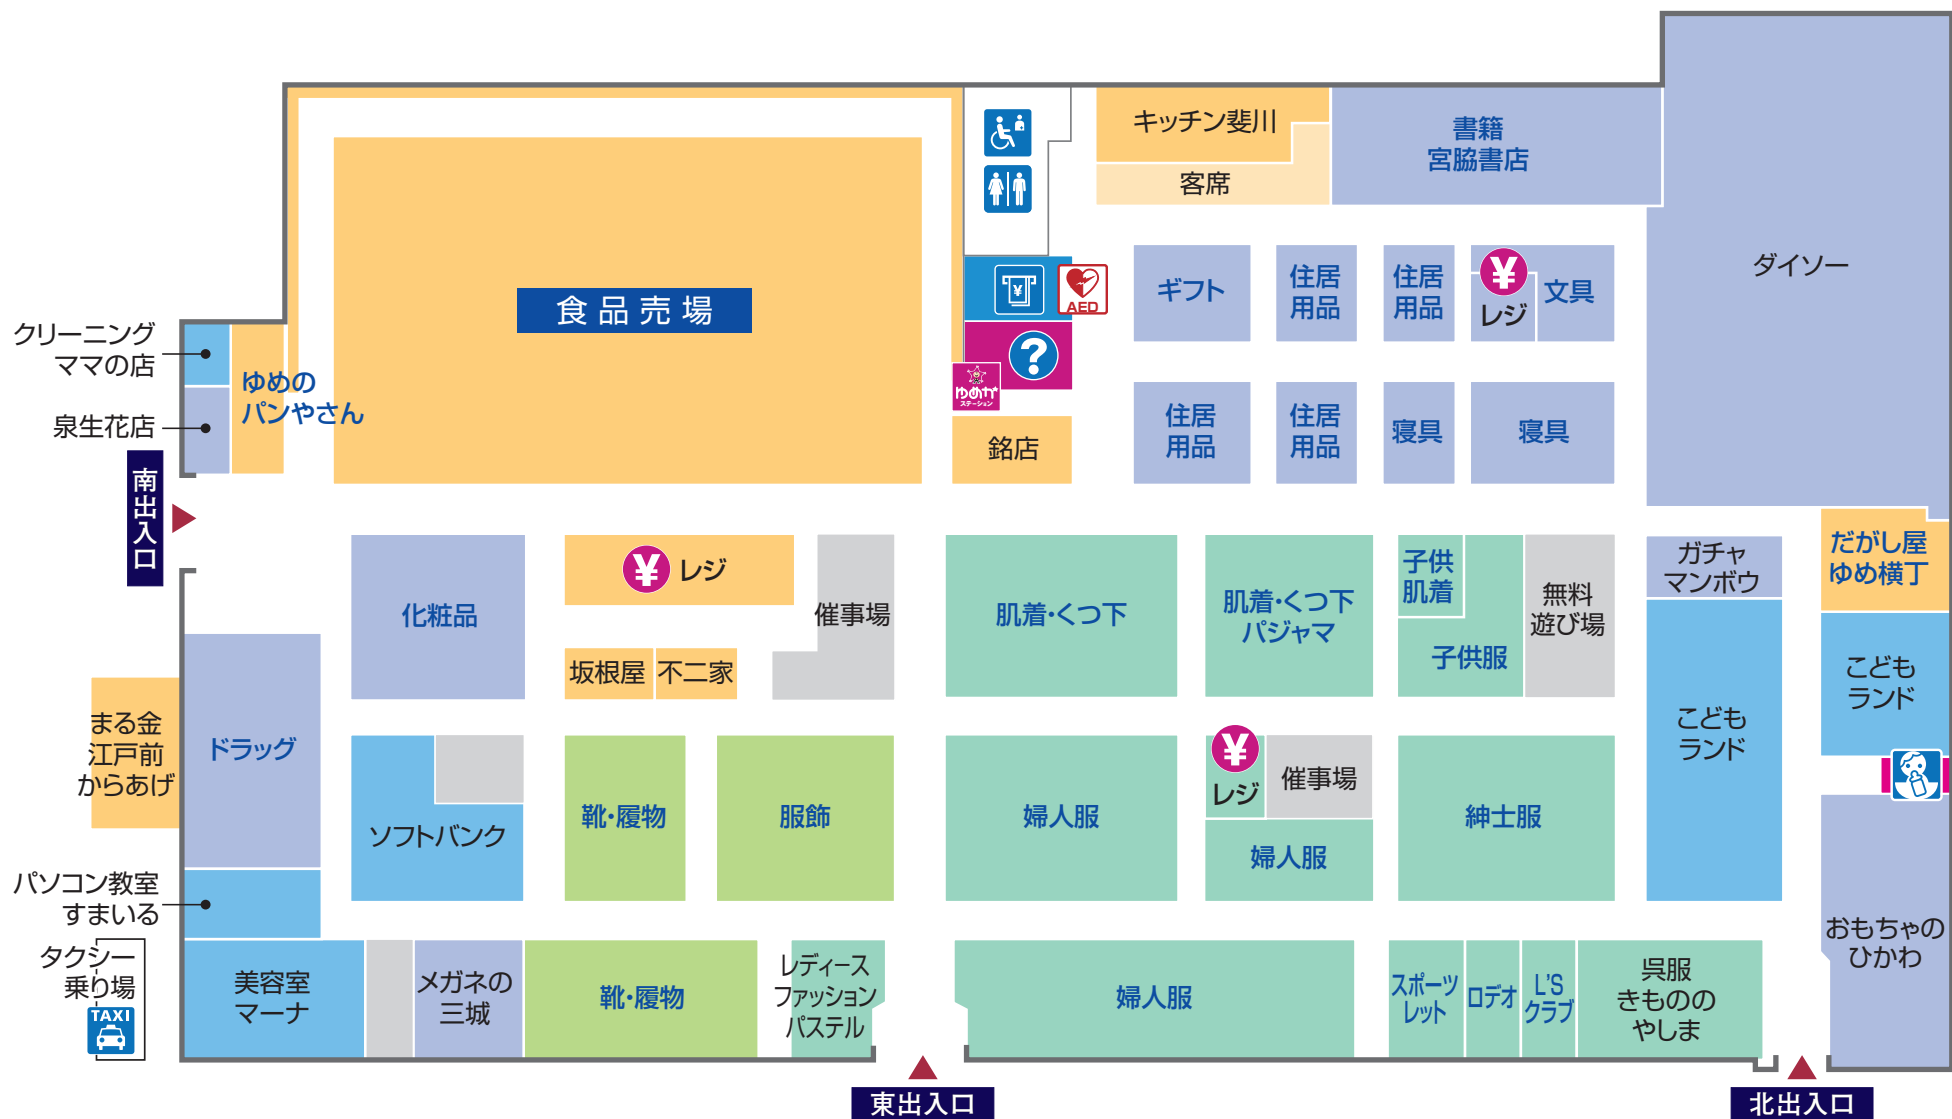 キッチン斐川
客席
書籍
宮脇書店
ダイソー
食品売場
AED
ゆめか
ステーション
銘店
ギフト
住居
用品
住居
用品
レジ
文具
住居
用品
住居
用品
寝具
寝具
クリーニング
ママの店
泉生花店
ゆめの
パンやさん
南出入口
化粧品
レジ
催事場
坂根屋
不二家
肌着・くつ下
肌着・くつ下
パジャマ
子供
肌着
子供服
無料
遊び場
ガチャ
マンボウ
だがし屋
ゆめ横丁
こども
ランド
こども
ランド
まる金
江戸前
からあげ
ドラッグ
ソフトバンク
靴・履物
服飾
婦人服
レジ
催事場
婦人服
紳士服
おもちゃの
ひかわ
パソコン教室
すまいる
タクシー
乗り場
TAXI
美容室
マーナ
メガネの
三城
靴・履物
レディース
ファッション
パステル
婦人服
スポーツ
レット
ロデオ
L'S
クラブ
呉服
きものの
やしま
東出入口
北出入口